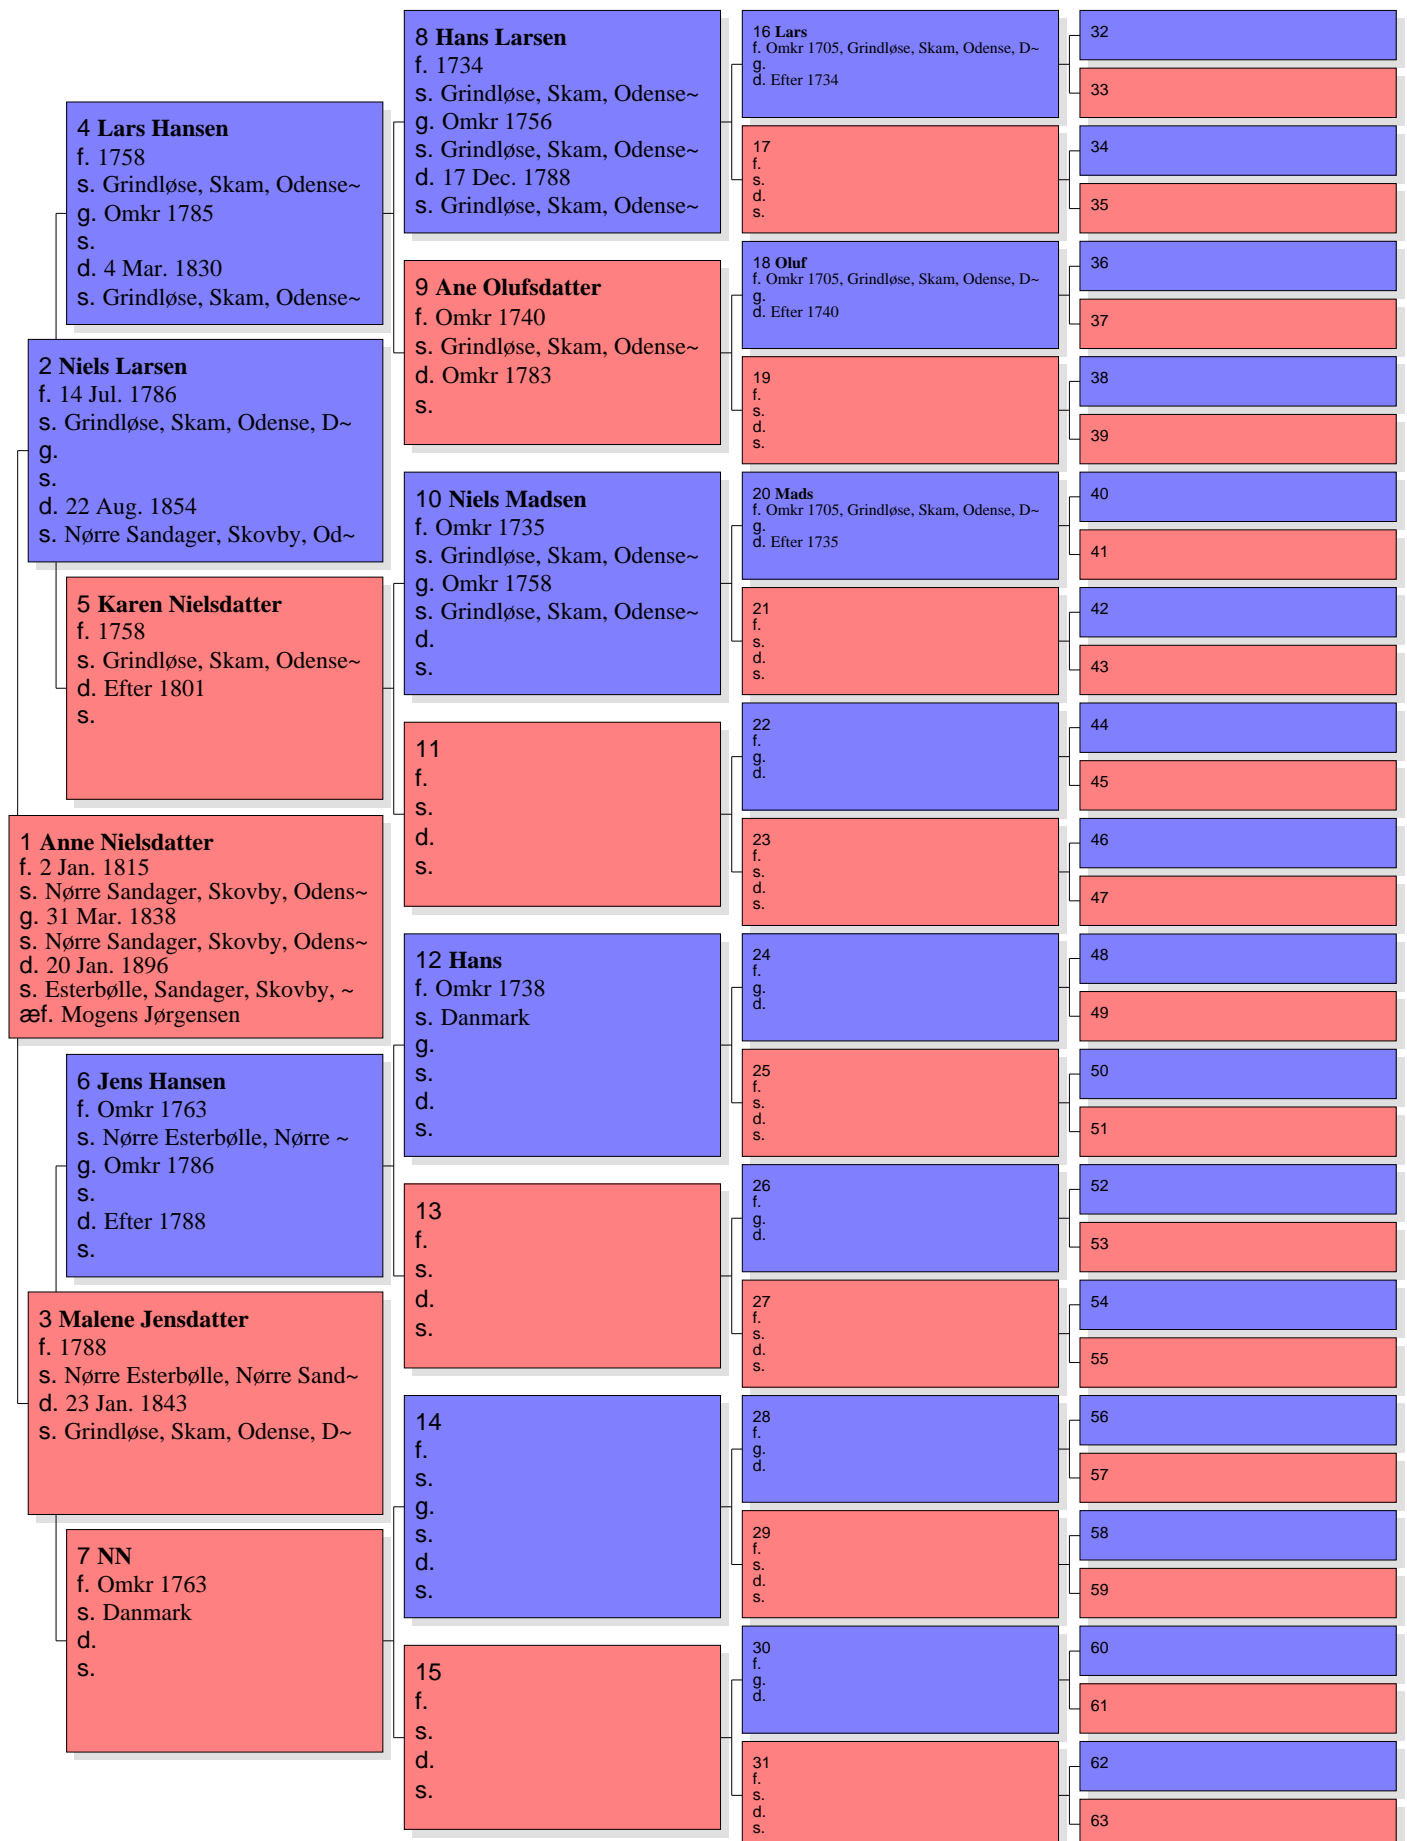 8 Hans Larsen
f. 1734
s. Grindløse, Skam, Odense~
g. Omkr 1756
s. Grindløse, Skam, Odense~
d. 17 Dec. 1788
s. Grindløse, Skam, Odense~
4 Lars Hansen
f. 1758
s. Grindløse, Skam, Odense~
g. Omkr 1785
s.
d. 4 Mar. 1830
s. Grindløse, Skam, Odense~
9 Ane Olufsdatter
f. Omkr 1740
s. Grindløse, Skam, Odense~
d. Omkr 1783
s.
2 Niels Larsen
f. 14 Jul. 1786
s. Grindløse, Skam, Odense, D~
g.
s.
d. 22 Aug. 1854
s. Nørre Sandager, Skovby, Od~
10 Niels Madsen
f. Omkr 1735
s. Grindløse, Skam, Odense~
g. Omkr 1758
s. Grindløse, Skam, Odense~
d.
s.
5 Karen Nielsdatter
f. 1758
s. Grindløse, Skam, Odense~
d. Efter 1801
s.
11
f.
s.
d.
s.
1 Anne Nielsdatter
f. 2 Jan. 1815
s. Nørre Sandager, Skovby, Odens~
g. 31 Mar. 1838
s. Nørre Sandager, Skovby, Odens~
d. 20 Jan. 1896
s. Esterbølle, Sandager, Skovby, ~
æf. Mogens Jørgensen
12 Hans
f. Omkr 1738
s. Danmark
g.
s.
d.
s.
6 Jens Hansen
f. Omkr 1763
s. Nørre Esterbølle, Nørre ~
g. Omkr 1786
s.
d. Efter 1788
s.
13
f.
s.
d.
s.
3 Malene Jensdatter
f. 1788
s. Nørre Esterbølle, Nørre Sand~
d. 23 Jan. 1843
s. Grindløse, Skam, Odense, D~
14
f.
s.
g.
s.
d.
s.
7 NN
f. Omkr 1763
s. Danmark
d.
s.
15
f.
s.
d.
s.
16 Lars
f. Omkr 1705, Grindløse, Skam, Odense, D~
g.
d. Efter 1734
17
f.
s.
d.
s.
18 Oluf
f. Omkr 1705, Grindløse, Skam, Odense, D~
g.
d. Efter 1740
19
f.
s.
d.
s.
20 Mads
f. Omkr 1705, Grindløse, Skam, Odense, D~
g.
d. Efter 1735
21
f.
s.
d.
s.
22
f.
g.
d.
23
f.
s.
d.
s.
24
f.
g.
d.
25
f.
s.
d.
s.
26
f.
g.
d.
27
f.
s.
d.
s.
28
f.
g.
d.
29
f.
s.
d.
s.
30
f.
g.
d.
31
f.
s.
d.
s.
32
33
34
35
36
37
38
39
40
41
42
43
44
45
46
47
48
49
50
51
52
53
54
55
56
57
58
59
60
61
62
63